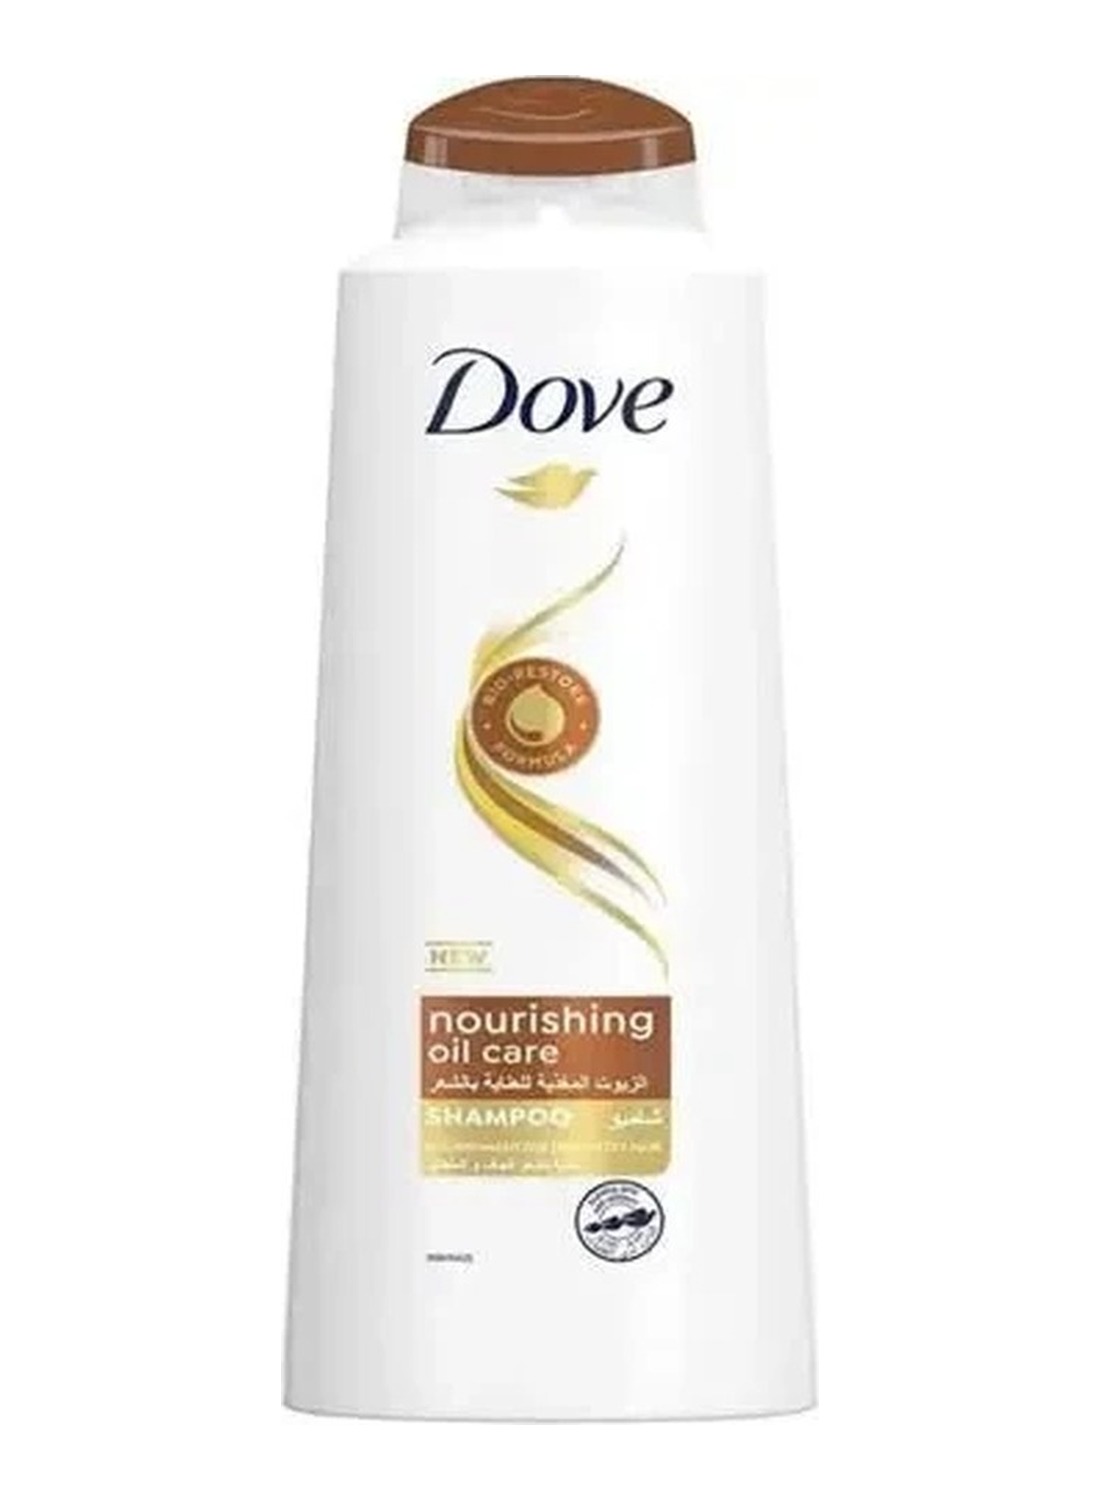 Dove
BIO-RESTORE
FORMULA
NEW
nourishing
oil care
الزيوت المغذية للعناية بالشعر
SHAMPOO شامبو